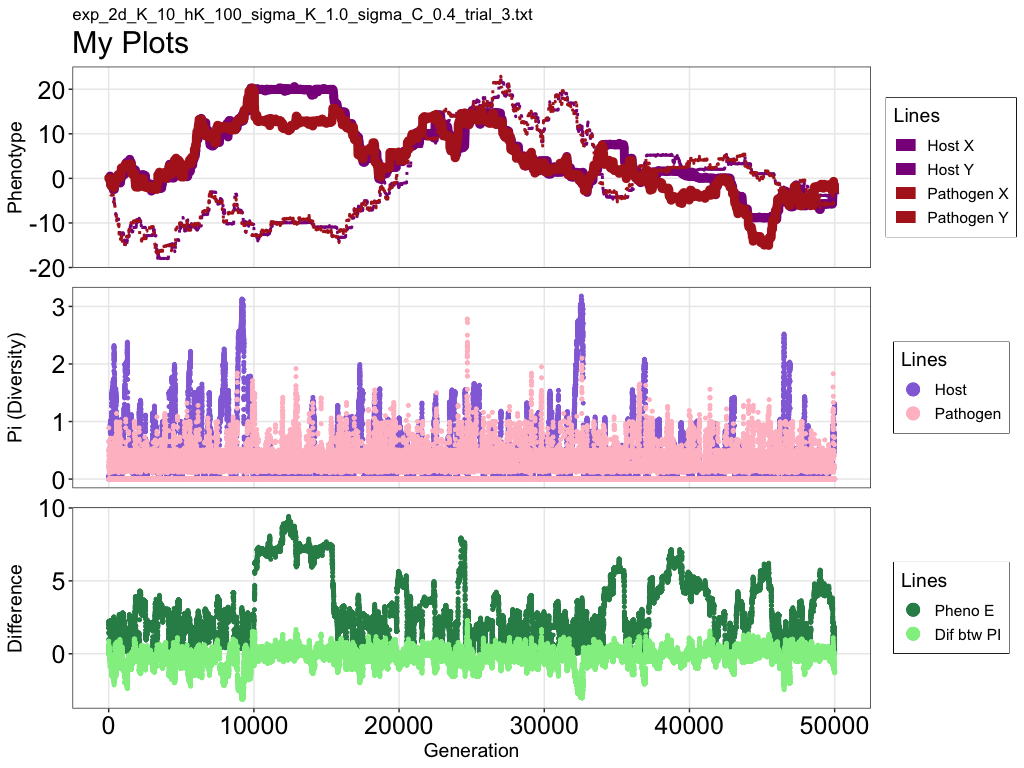 exp_2d_K_10_hK_100_sigma_K_1.0_sigma_C_0.4_trial_3.txt
My Plots
Phenotype
20
10
0
-10
-20
Lines
Host X
Host Y
Pathogen X
Pathogen Y
Pi (Diversity)
3
2
1
0
Lines
Host
Pathogen
Difference
10
5
0
Lines
Pheno E
Dif btw PI
0 10000 20000 30000 40000 50000
Generation